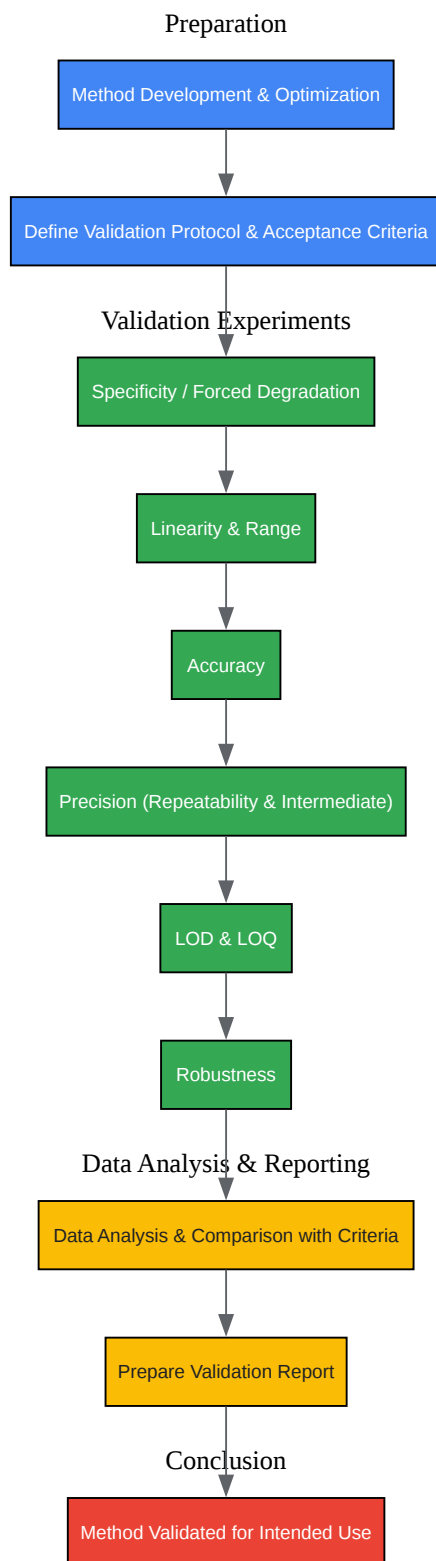 Preparation
Method Development & Optimization
Define Validation Protocol & Acceptance Criteria
Validation Experiments
Specificity / Forced Degradation
Linearity & Range
Accuracy
Precision (Repeatability & Intermediate)
LOD & LOQ
Robustness
Data Analysis & Reporting
Data Analysis & Comparison with Criteria
Prepare Validation Report
Conclusion
Method Validated for Intended Use